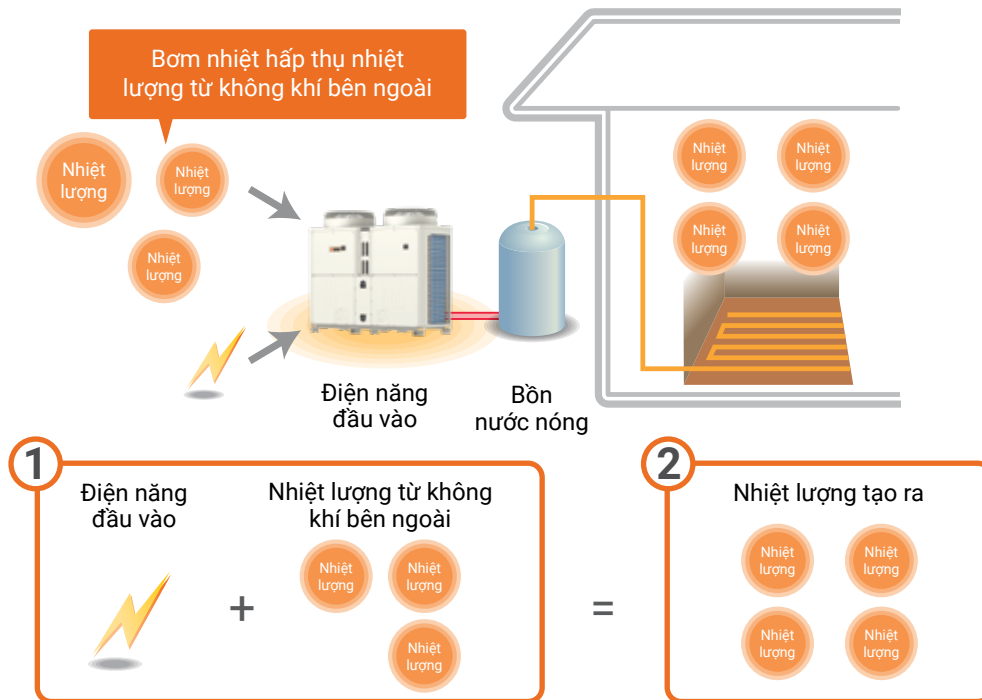 Bơm nhiệt hấp thụ nhiệt
lượng từ không khí bên ngoài
Nhiệt
lượng
Nhiệt
lượng
Nhiệt
lượng
Nhiệt
lượng
Nhiệt
lượng
Nhiệt
lượng
Nhiệt
lượng
Điện năng
đầu vào
Bồn
nước nóng
1
Điện năng
đầu vào
+
Nhiệt lượng từ không
khí bên ngoài
Nhiệt
lượng
Nhiệt
lượng
Nhiệt
lượng
=
2
Nhiệt lượng tạo ra
Nhiệt
lượng
Nhiệt
lượng
Nhiệt
lượng
Nhiệt
lượng